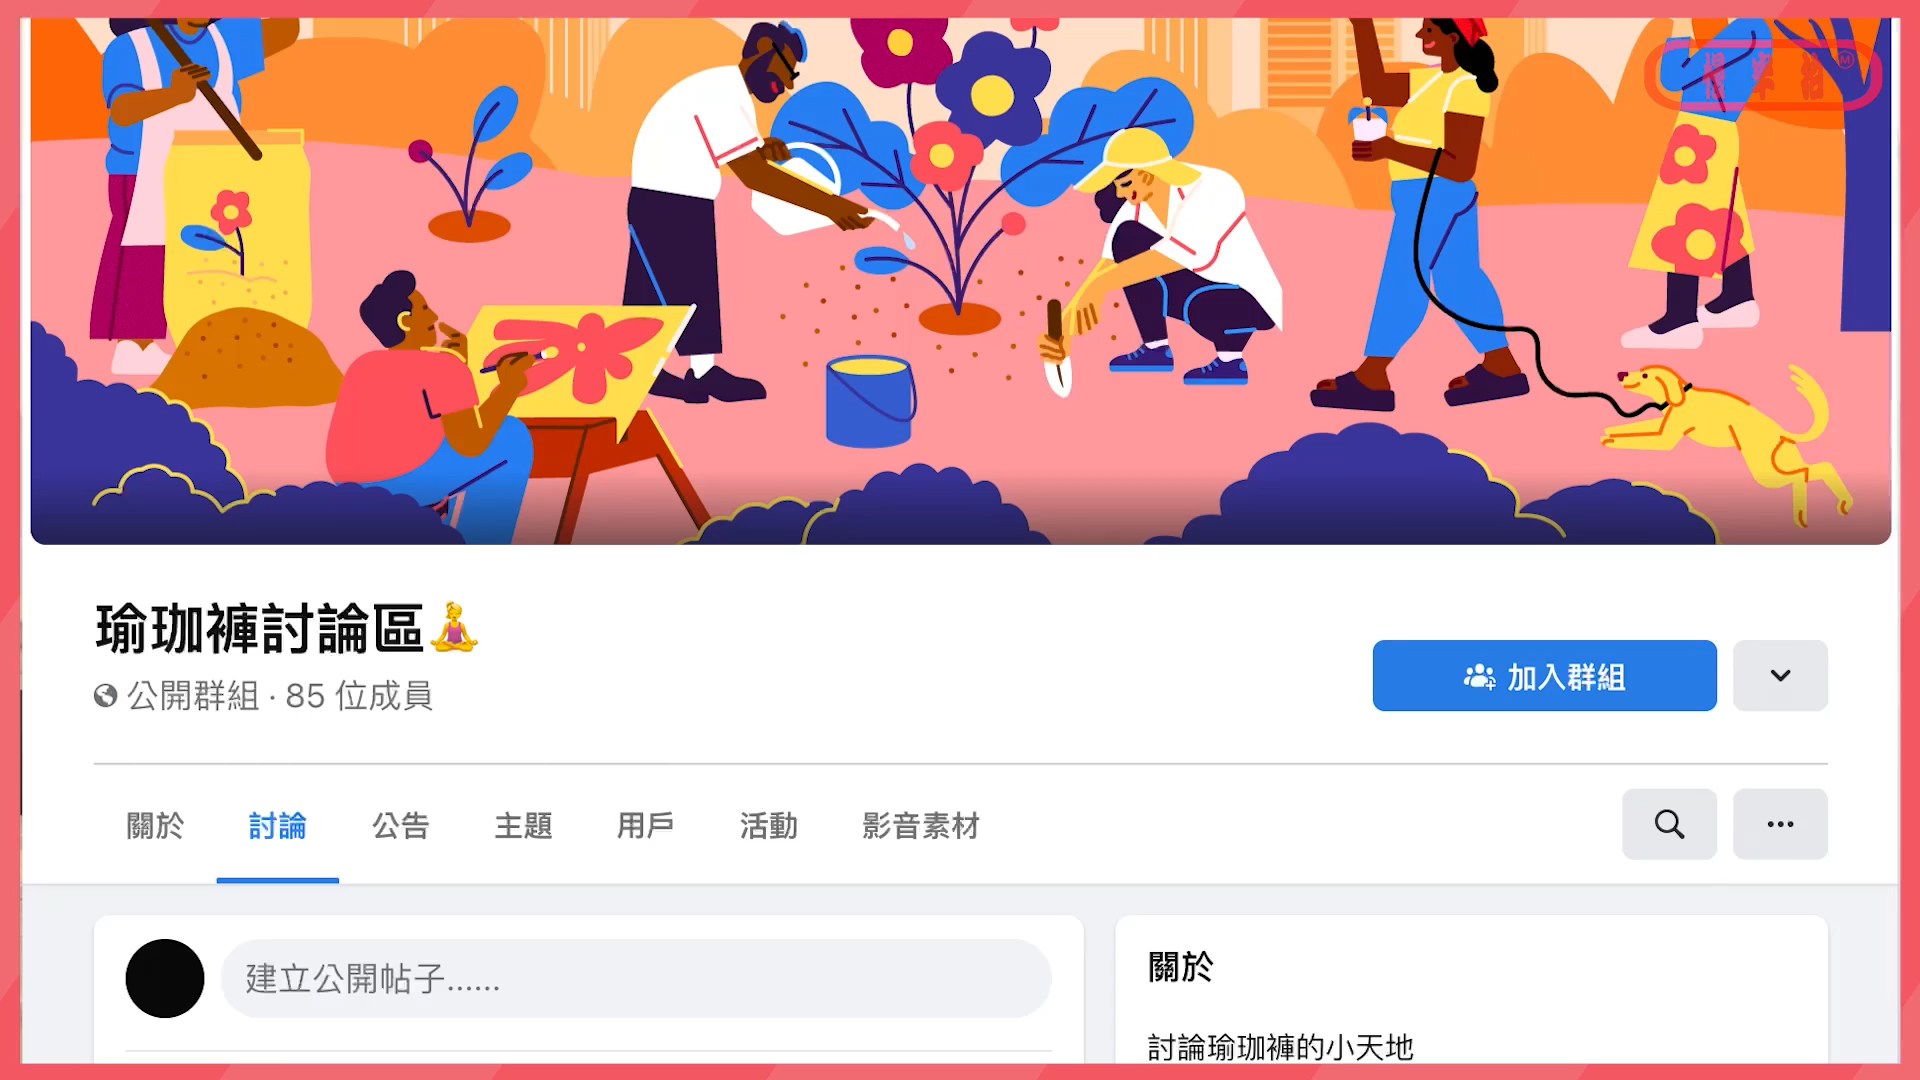 瑜珈褲討論區
公開群組 · 85 位成員
加入群組
關於
討論
公告
主題
用戶
活動
影音素材
建立公開帖子......
關於
討論瑜珈褲的小天地